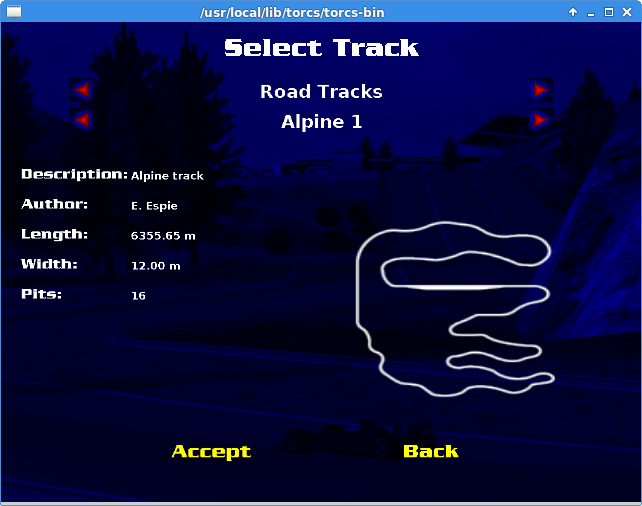 /usr/local/lib/torcs/torcs-bin
Select Track
Road Tracks
Alpine 1
Description: Alpine track
Author: E. Espie
Length: 6355.65 m
Width: 12.00 m
Pits: 16
Accept Back